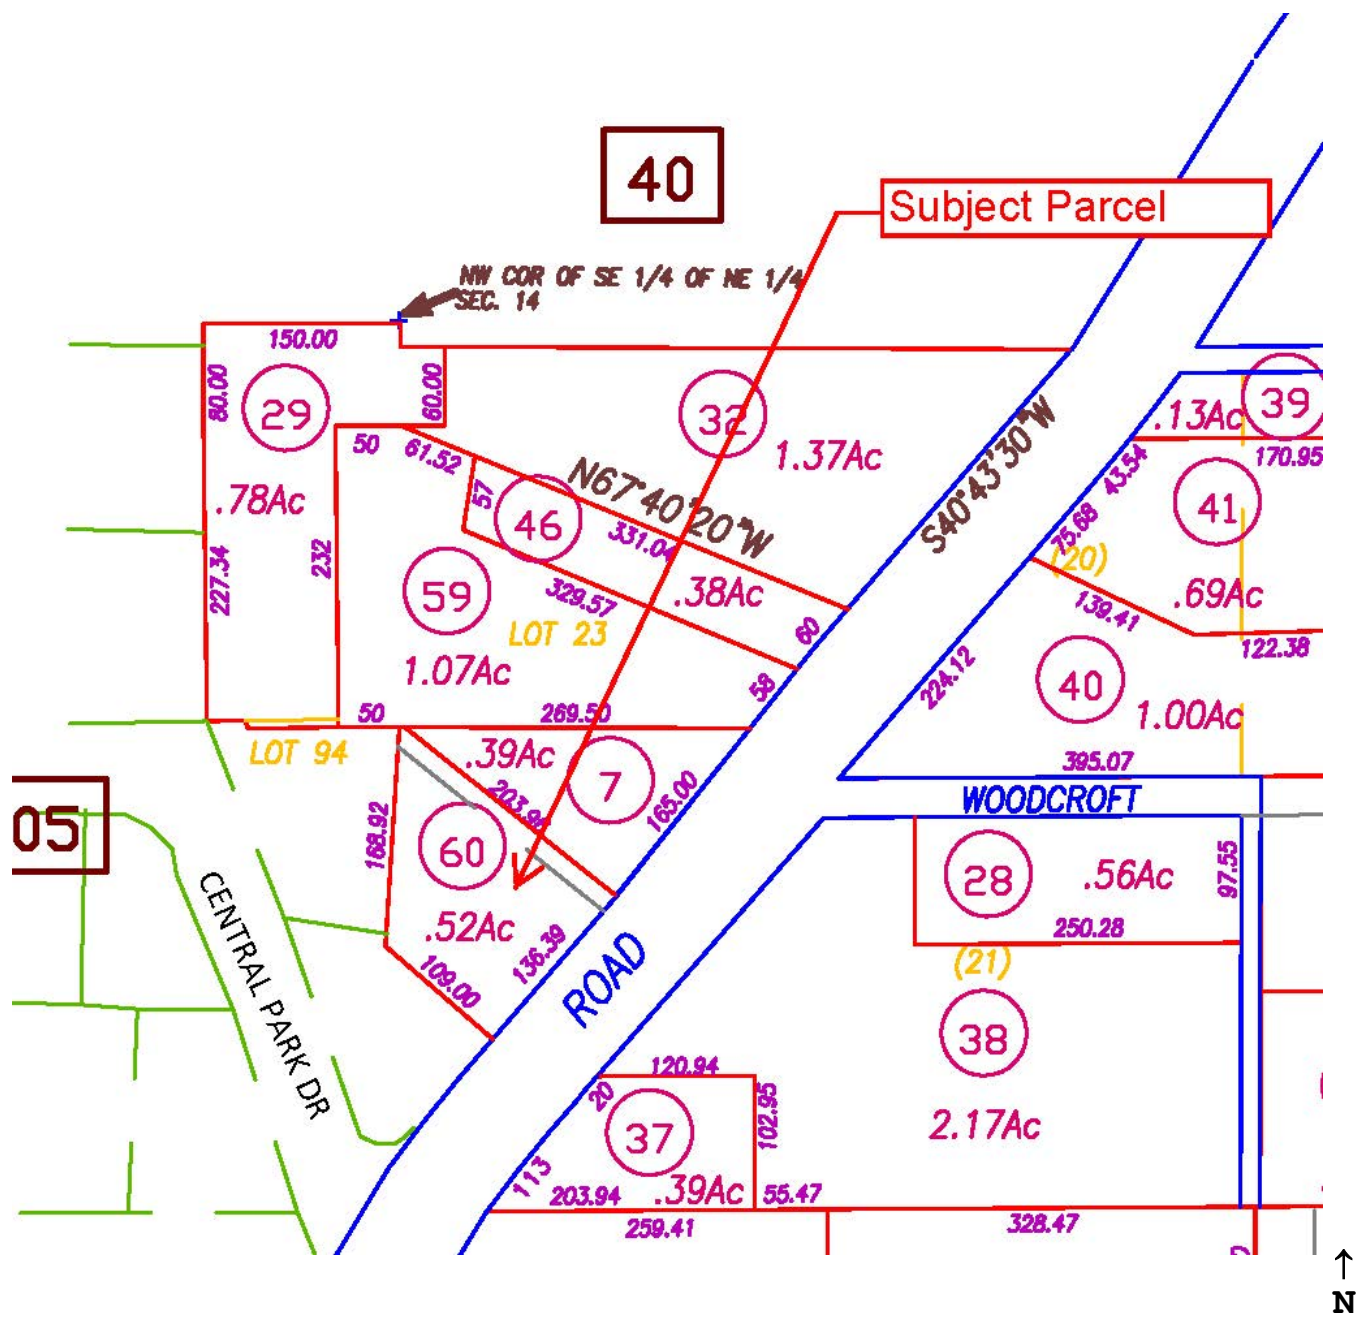 40
Subject Parcel
NW COR OF SE 1/4 OF NE 1/4
SEC. 14
150.00
80.00
29
60.00
32
1.37Ac
S40°43'30"W
.13Ac
39
170.95
43.54
41
50
61.52
N67°40'20"W
.78Ac
57
46
331.04
75.68
(20)
.69Ac
232
227.34
59
329.57
.38Ac
139.41
LOT 23
60
122.38
1.07Ac
58
224.12
40
1.00Ac
50
269.50
LOT 94
.39Ac
7
395.07
WOODCROFT
05
203.98
165.00
168.92
60
28
.56Ac
97.55
.52Ac
250.28
136.39
(21)
109.00
ROAD
CENTRAL PARK DR
38
120.94
20
37
102.95
2.17Ac
113
203.94
.39Ac
55.47
259.41
328.47
N